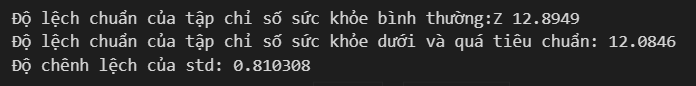 Độ lệch chuẩn của tập chỉ số sức khỏe bình thường:Z 12.8949
Độ lệch chuẩn của tập chỉ số sức khỏe dưới và quá tiêu chuẩn: 12.0846
Độ chênh lệch của std: 0.810308